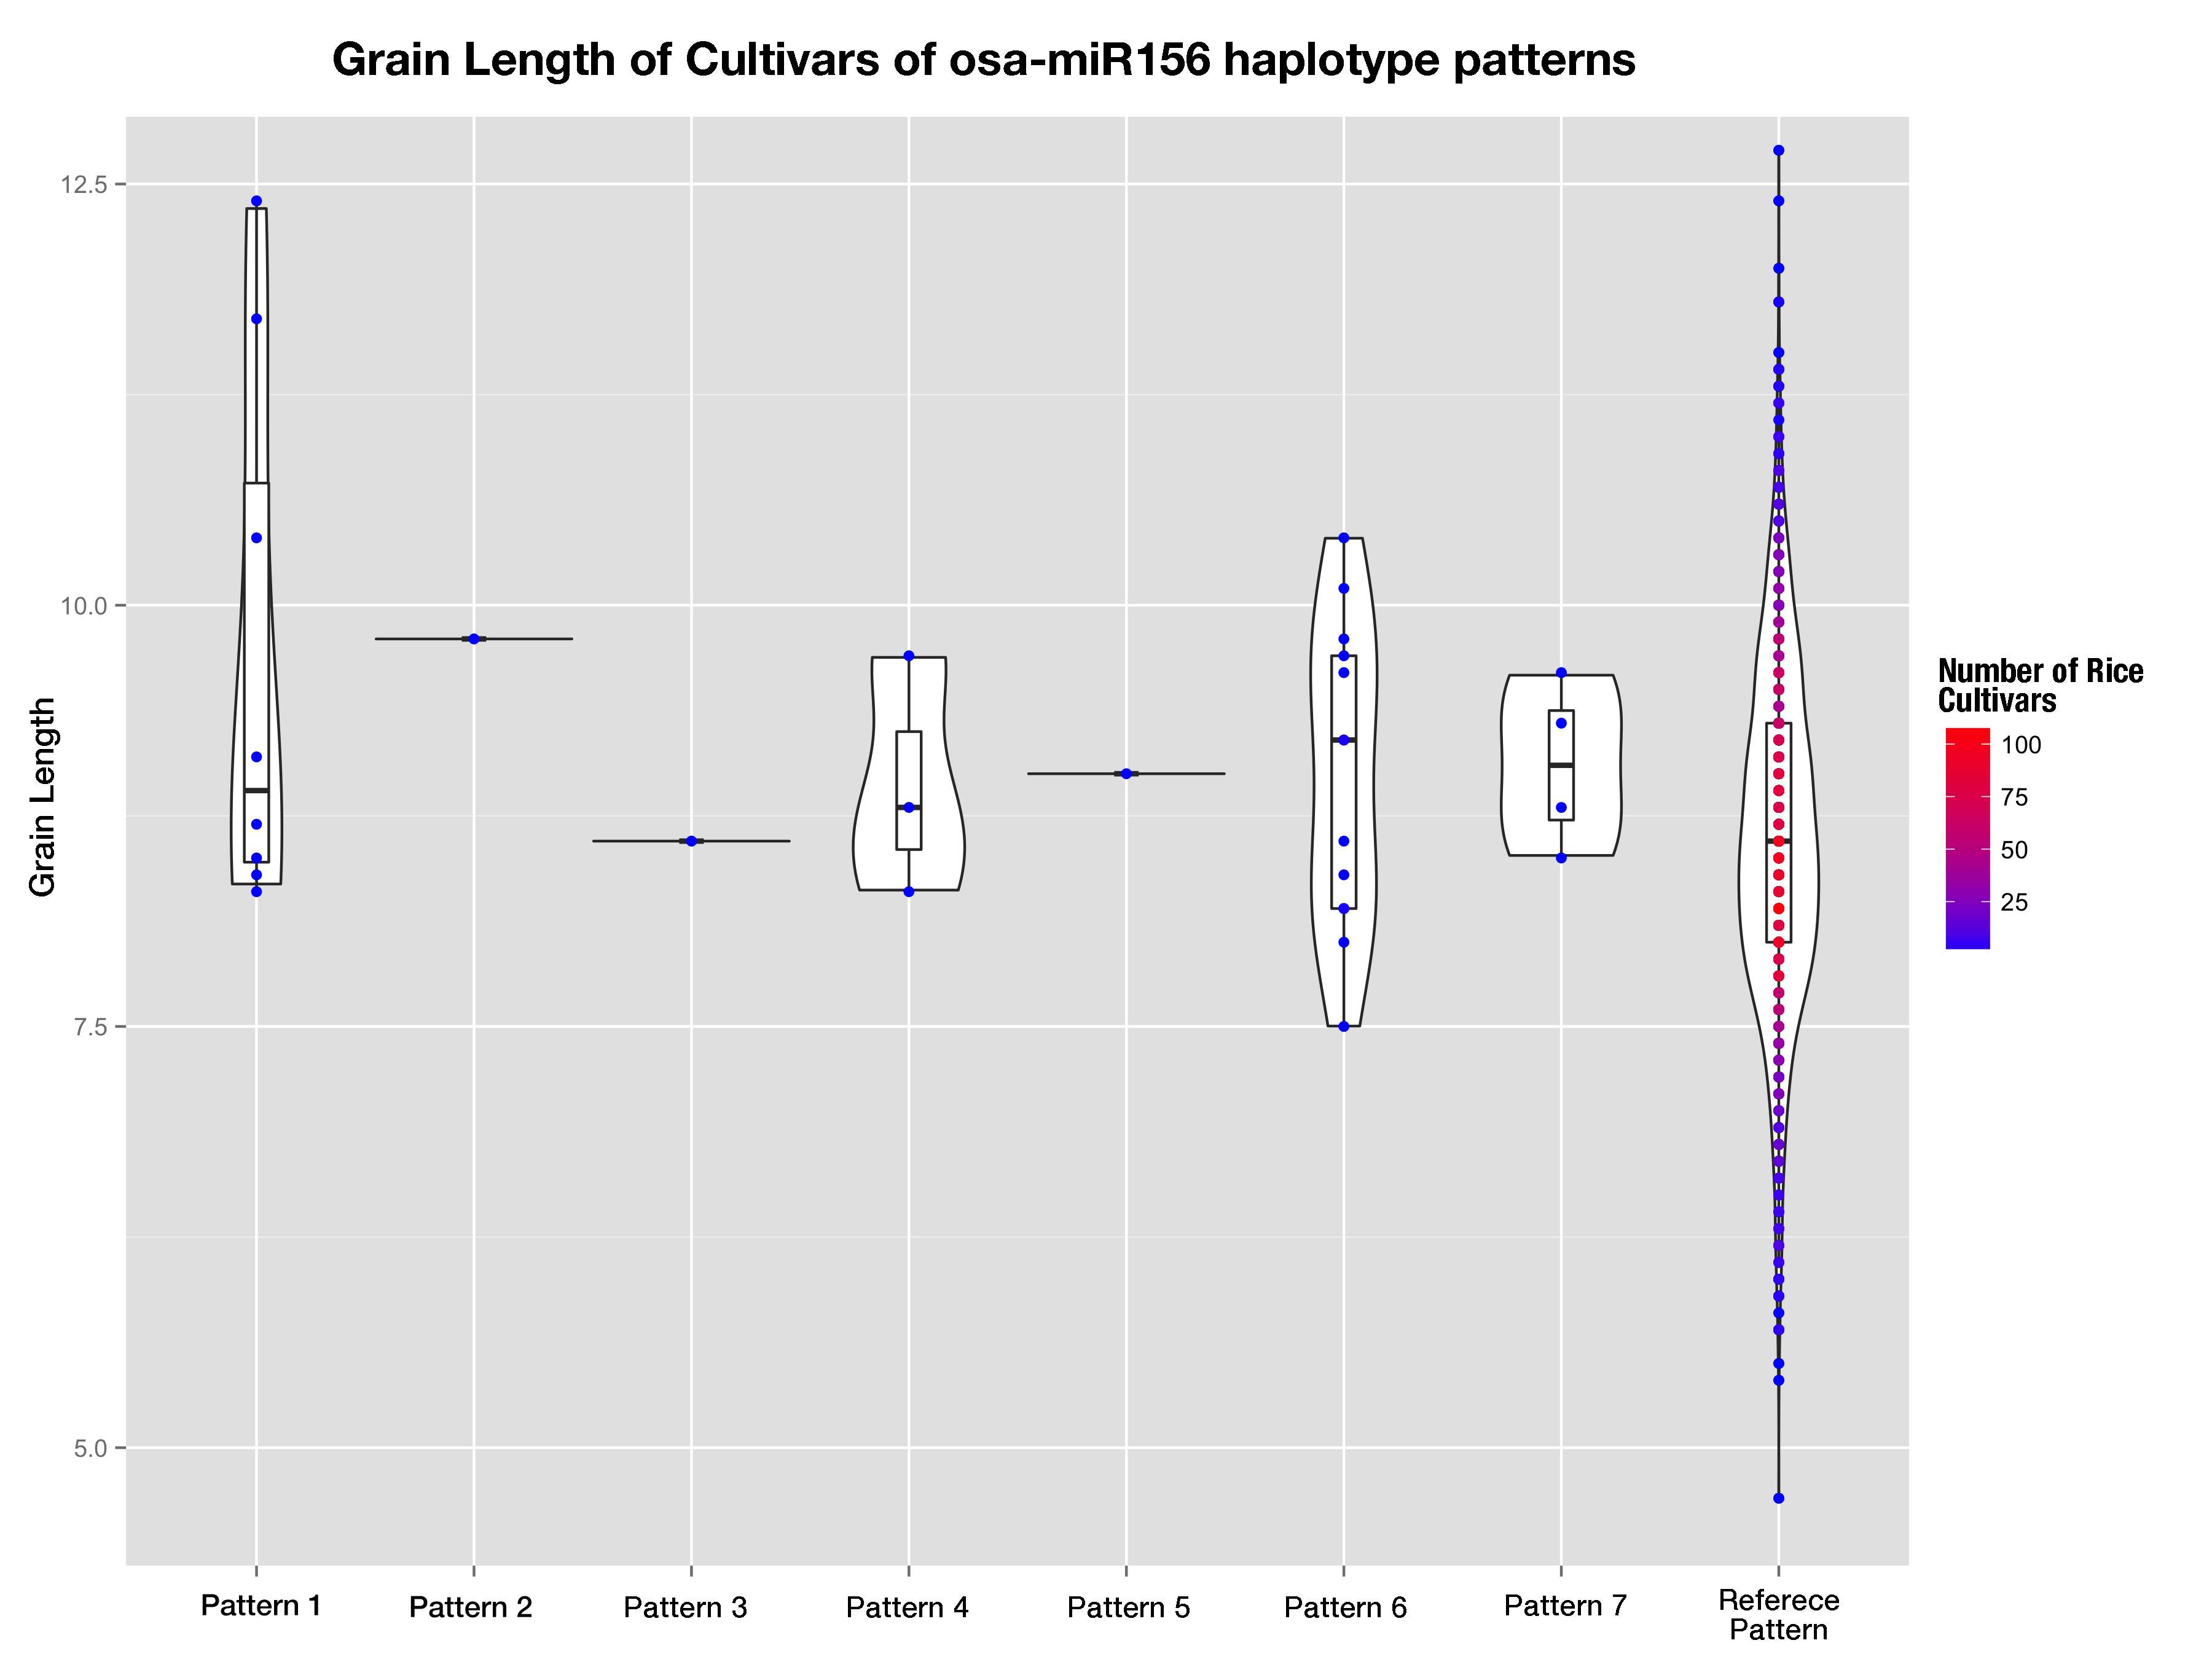 Grain Length of Cultivars of osa-miR156 haplotype patterns
12.5
10.0
7.5
5.0
Grain Length
Pattern 1
Pattern 2
Pattern 3
Pattern 4
Pattern 5
Pattern 6
Pattern 7
Referece
Pattern
Number of Rice
Cultivars
100
75
50
25